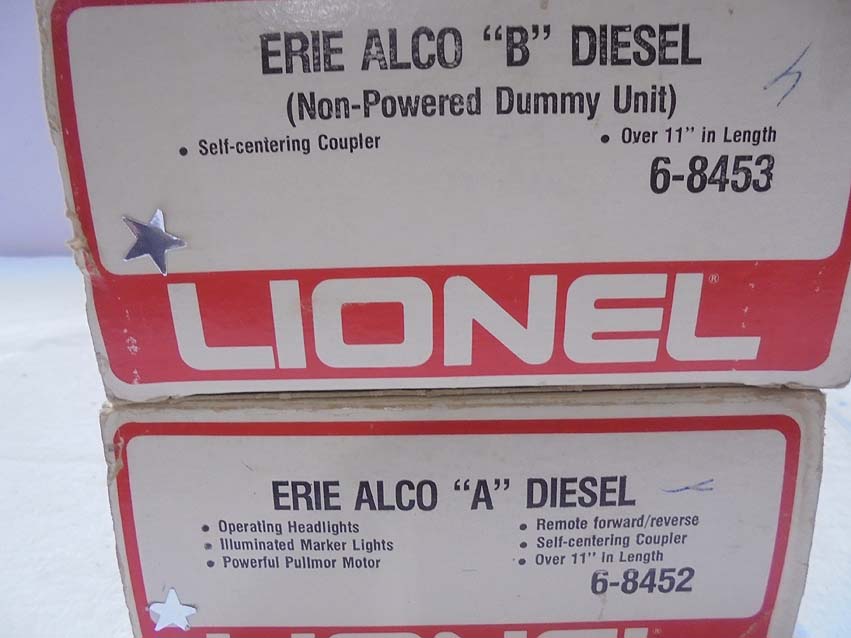 ERIE ALCO “B” DIESEL
(Non-Powered Dummy Unit)
• Self-centering Coupler
• Over 11” in Length
6-8453
LIONEL®
ERIE ALCO “A” DIESEL
• Operating Headlights
• Illuminated Marker Lights
• Powerful Pullmor Motor
• Remote forward/reverse
• Self-centering Coupler
• Over 11” in Length
6-8452
LIONEL